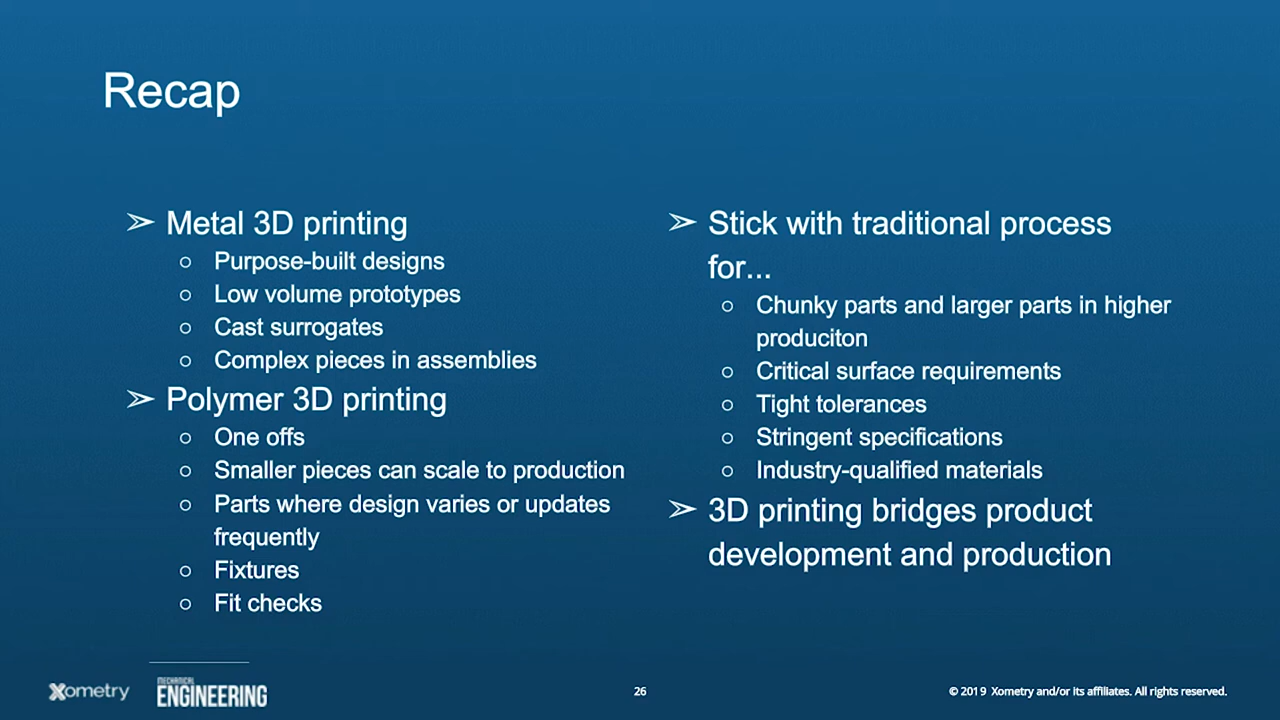 Recap
➢ Metal 3D printing
○ Purpose-built designs
○ Low volume prototypes
○ Cast surrogates
○ Complex pieces in assemblies
➢ Polymer 3D printing
○ One offs
○ Smaller pieces can scale to production
○ Parts where design varies or updates
frequently
○ Fixtures
○ Fit checks
➢ Stick with traditional process
for...
○ Chunky parts and larger parts in higher
produciton
○ Critical surface requirements
○ Tight tolerances
○ Stringent specifications
○ Industry-qualified materials
➢ 3D printing bridges product
development and production
Xometry
MECHANICAL
ENGINEERING
26
© 2019 Xometry and/or its affiliates. All rights reserved.